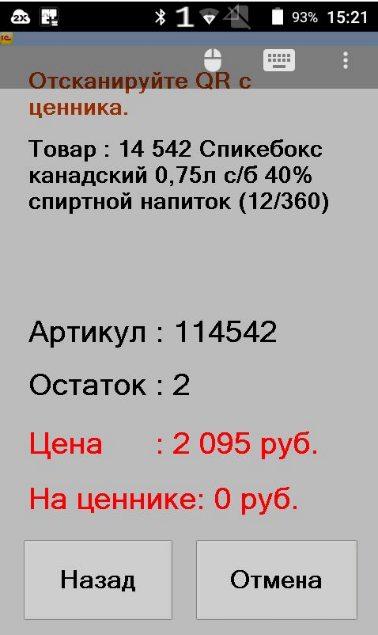 2X 1 93% 15:21
Отсканируйте QR с
ценника.
Товар : 14 542 Спикебокс
канадский 0,75л с/б 40%
спиртной напиток (12/360)
Артикул : 114542
Остаток : 2
Цена : 2 095 руб.
На ценнике: 0 руб.
Назад Отмена